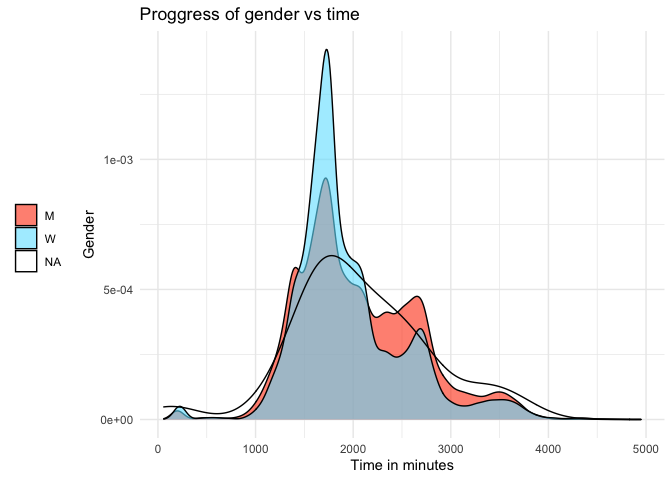 Proggress of gender vs time
M
W
NA
Gender
1e-03
5e-04
0e+00
0 1000 2000 3000 4000 5000
Time in minutes